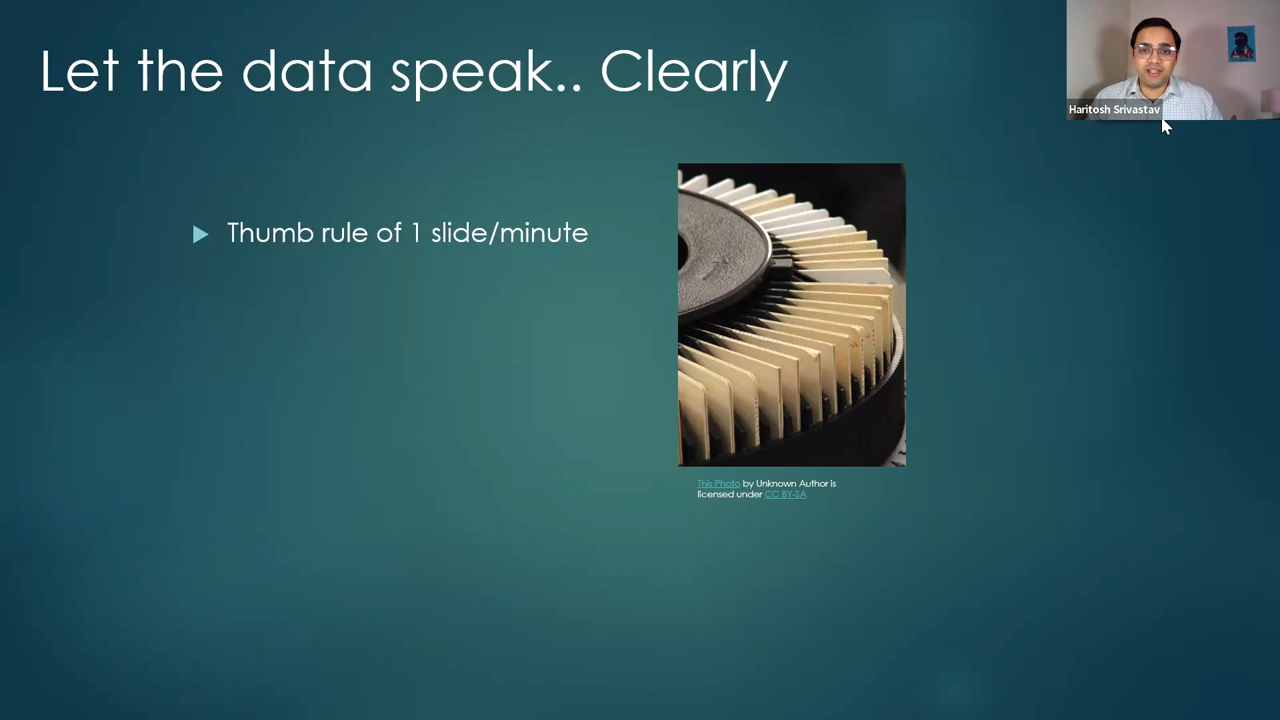 Let the data speak.. Clearly
Haritosh Srivastav
Thumb rule of 1 slide/minute
This Photo by Unknown Author is
licensed under CC BY-SA